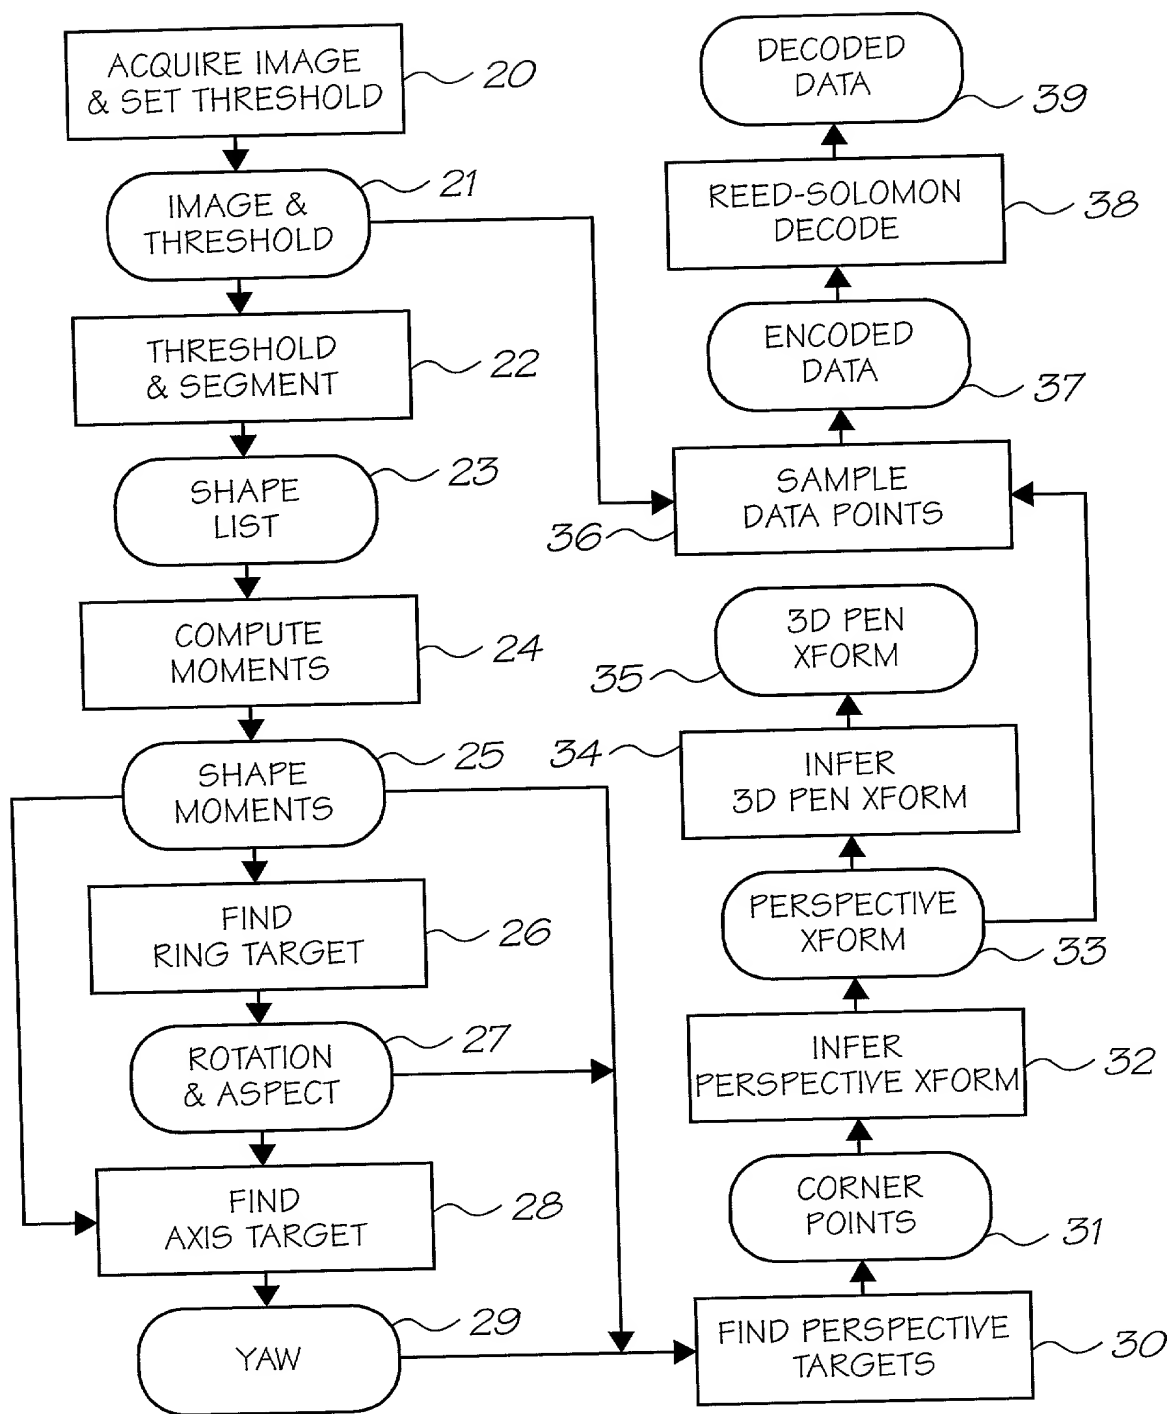 ACQUIRE IMAGE
& SET THRESHOLD
20
IMAGE &
THRESHOLD
21
THRESHOLD
& SEGMENT
22
SHAPE
LIST
23
COMPUTE
MOMENTS
24
SHAPE
MOMENTS
25
FIND
RING TARGET
26
ROTATION
& ASPECT
27
FIND
AXIS TARGET
28
YAW
29
FIND PERSPECTIVE
TARGETS
30
CORNER
POINTS
31
INFER
PERSPECTIVE XFORM
32
PERSPECTIVE
XFORM
33
INFER
3D PEN XFORM
34
3D PEN
XFORM
35
SAMPLE
DATA POINTS
36
ENCODED
DATA
37
REED-SOLOMON
DECODE
38
DECODED
DATA
39